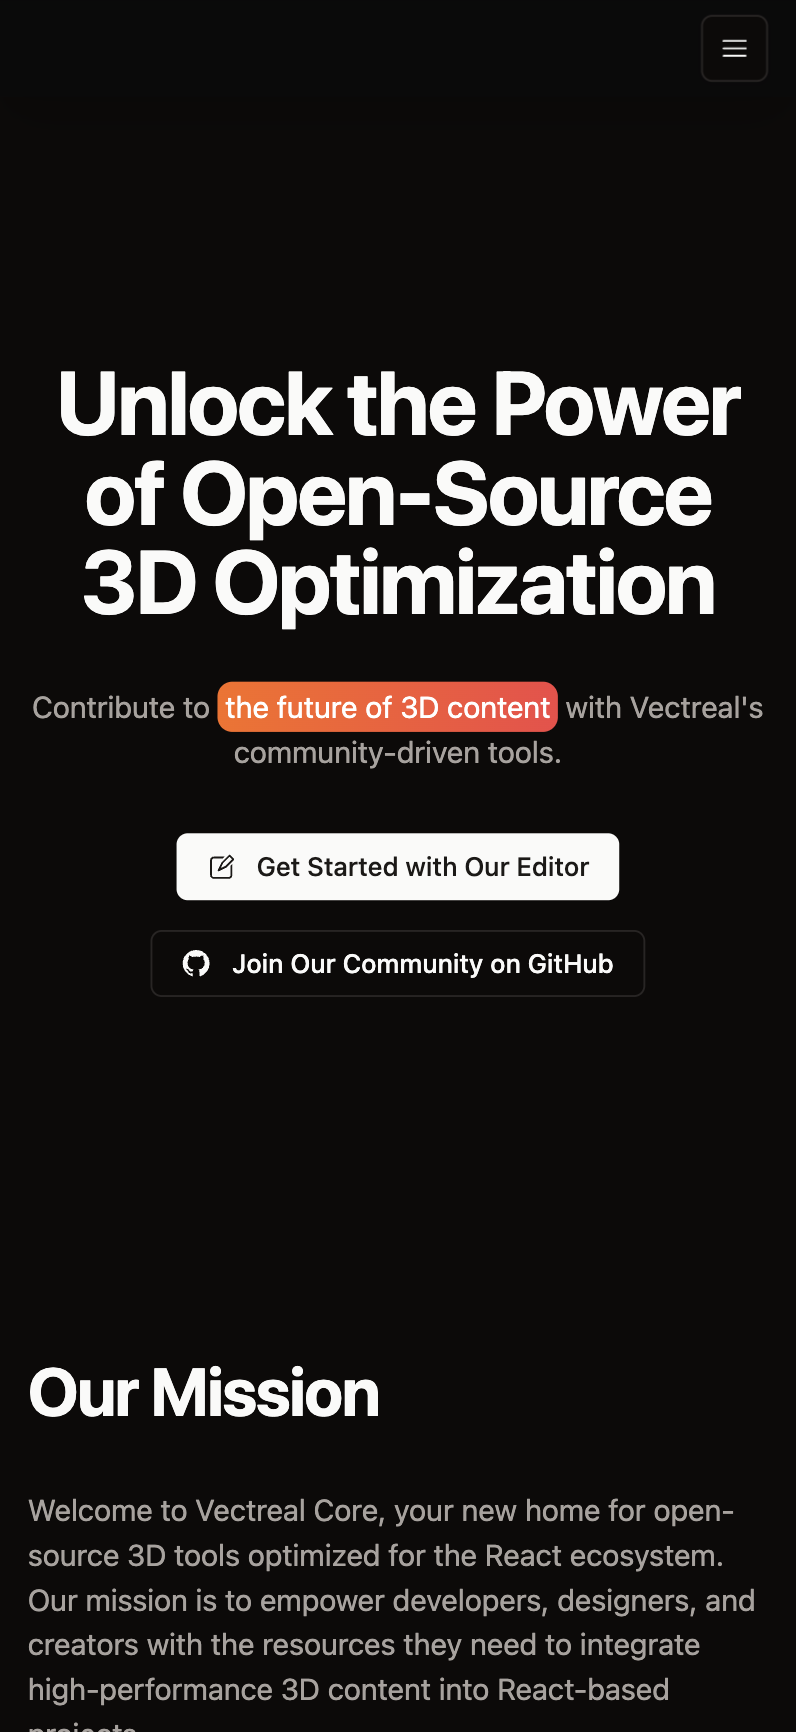 Unlock the Power
of Open-Source
3D Optimization
Contribute to the future of 3D content with Vectreal's
community-driven tools.
Get Started with Our Editor
Join Our Community on GitHub
Our Mission
Welcome to Vectreal Core, your new home for open-
source 3D tools optimized for the React ecosystem.
Our mission is to empower developers, designers, and
creators with the resources they need to integrate
high-performance 3D content into React-based
projects.